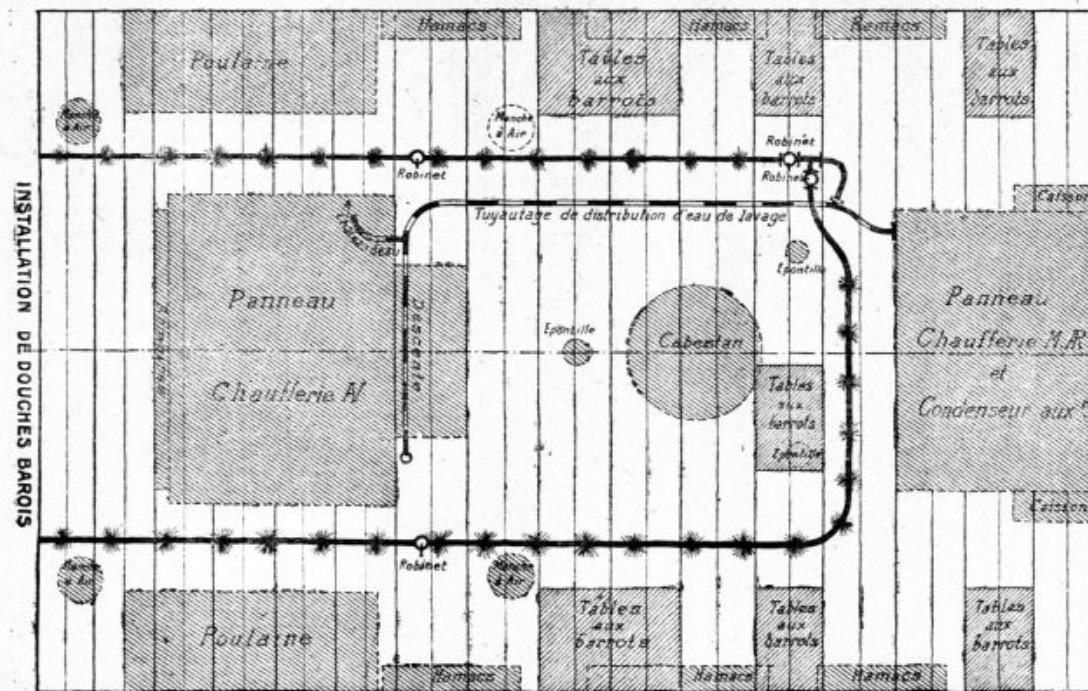 INSTALLATION DE DOUCHES BAROIS
Hamacs
Hamacs
Hamacs
Poulaine
Tables
aux
barrots
Tables
aux
barrots
Tables
aux
barrots
Manche
à Air
Manche
à Air
Robinet
Robinet
Robinet
Tuyautage de distribution d'eau de lavage
Caisson
Epontille
Panneau
Chaufferie AV
Descente
Epontille
Cabestan
Tables
aux
barrots
Epontille
Panneau
Chaufferie M.AR
et
Condenseur aux
Caisson
Robinet
Manche
à Air
Manche
à Air
Poulaine
Tables
aux
barrots
Tables
aux
barrots
Tables
aux
barrots
Hamacs
Hamacs
Hamacs